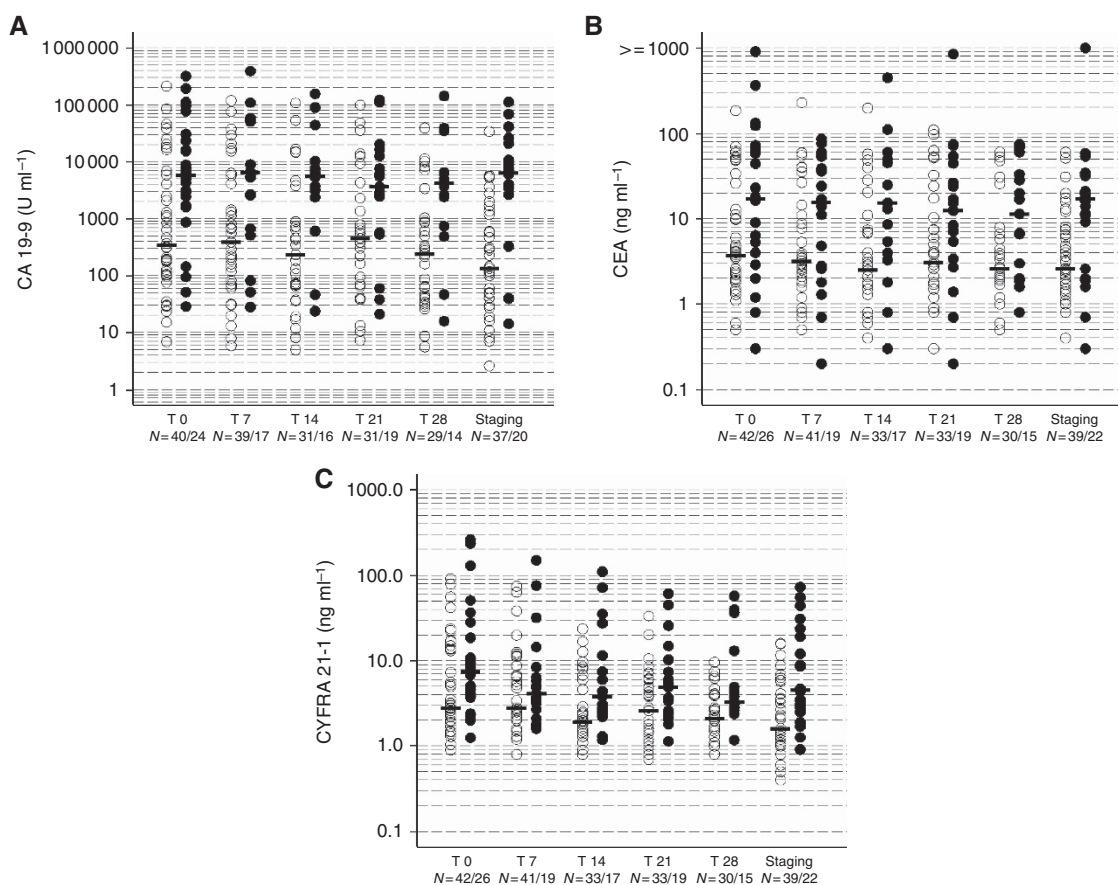 A
CA 19-9 (U ml⁻¹)
1 000 000
100 000
10 000
1000
100
10
1
T 0 T 7 T 14 T 21 T 28 Staging
N=40/24 N=39/17 N=31/16 N=31/19 N=29/14 N=37/20
B
CEA (ng ml⁻¹)
>= 1000
100
10
1
0.1
T 0 T 7 T 14 T 21 T 28 Staging
N=42/26 N=41/19 N=33/17 N=33/19 N=30/15 N=39/22
C
CYFRA 21-1 (ng ml⁻¹)
1000.0
100.0
10.0
1.0
0.1
T 0 T 7 T 14 T 21 T 28 Staging
N=42/26 N=41/19 N=33/17 N=33/19 N=30/15 N=39/22